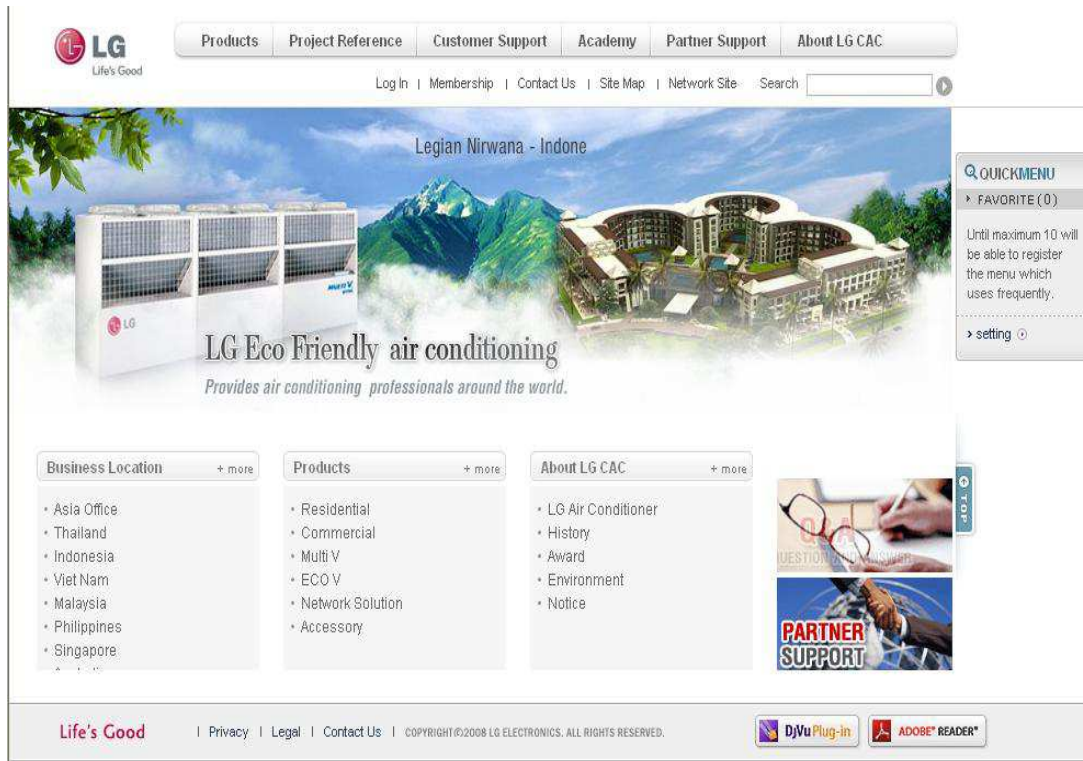 LG
Life's Good
Products Project Reference Customer Support Academy Partner Support About LG CAC
Log In | Membership | Contact Us | Site Map | Network Site Search
Legian Nirwana - Indone
MULTI V
LG
LG Eco Friendly air conditioning
Provides air conditioning professionals around the world.
QUICKMENU
FAVORITE (0)
Until maximum 10 will
be able to register
the menu which
uses frequently.
setting
Business Location + more
• Asia Office
• Thailand
• Indonesia
• Viet Nam
• Malaysia
• Philippines
• Singapore
Products + more
• Residential
• Commercial
• Multi V
• ECO V
• Network Solution
• Accessory
About LG CAC + more
• LG Air Conditioner
• History
• Award
• Environment
• Notice
Q&A
QUESTION AND ANSWER
PARTNER
SUPPORT
TOP
Life's Good | Privacy | Legal | Contact Us | COPYRIGHT©2008 LG ELECTRONICS. ALL RIGHTS RESERVED.
DjVu Plug-in
ADOBE® READER®